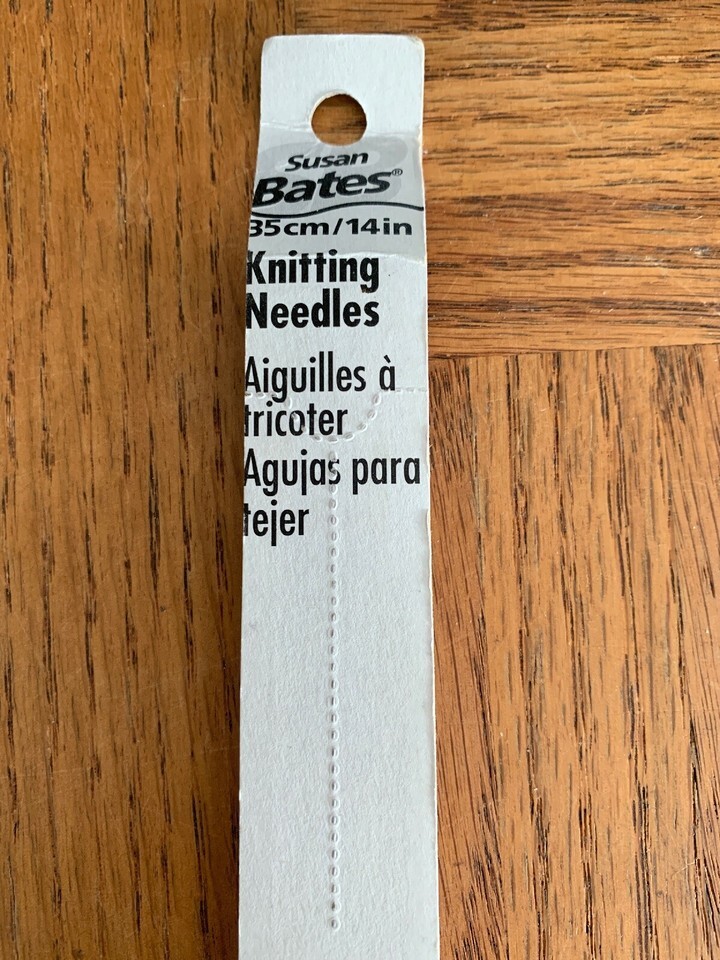 Susan
Bates®
35cm/14in
Knitting
Needles
Aiguilles à
tricoter
Agujas para
tejer